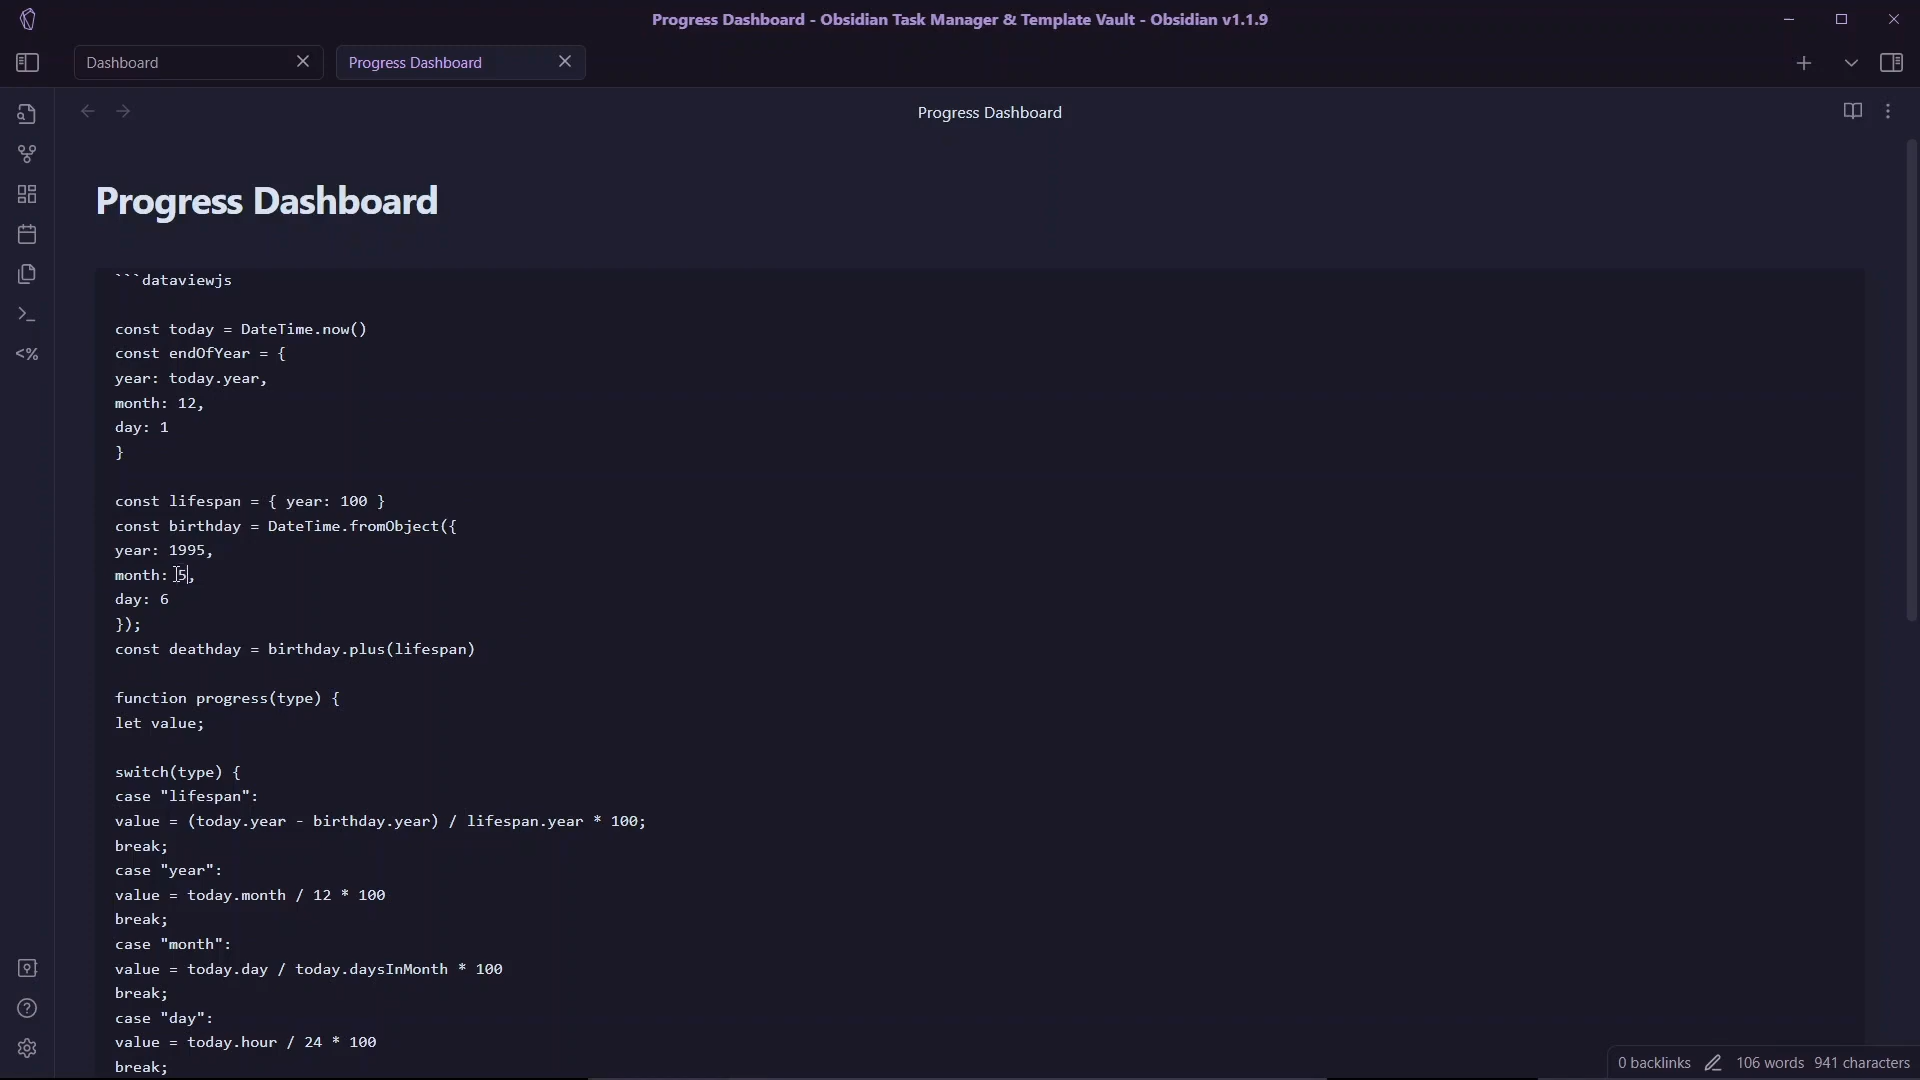 Progress Dashboard - Obsidian Task Manager & Template Vault - Obsidian v1.1.9
Dashboard
Progress Dashboard
Progress Dashboard
<%
Progress Dashboard
```dataviewjs
const today = DateTime.now()
const endOfYear = {
year: today.year,
month: 12,
day: 1
}
const lifespan = { year: 100 }
const birthday = DateTime.fromObject({
year: 1995,
month: 5,
day: 6
});
const deathday = birthday.plus(lifespan)
function progress(type) {
let value;
switch(type) {
case "lifespan":
value = (today.year - birthday.year) / lifespan.year * 100;
break;
case "year":
value = today.month / 12 * 100
break;
case "month":
value = today.day / today.daysInMonth * 100
break;
case "day":
value = today.hour / 24 * 100
break;
0 backlinks 106 words 941 characters